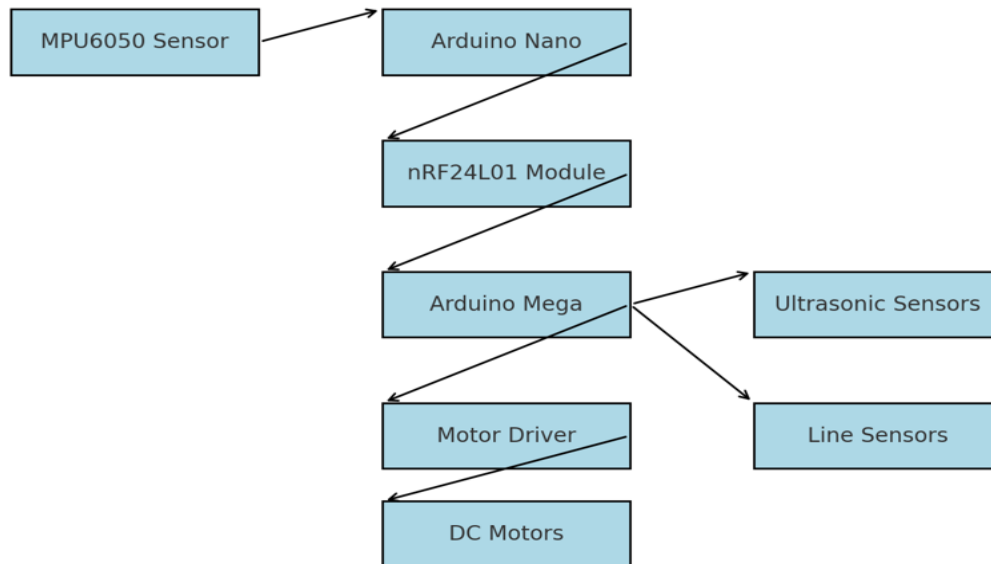 MPU6050 Sensor
Arduino Nano
nRF24L01 Module
Arduino Mega
Ultrasonic Sensors
Motor Driver
Line Sensors
DC Motors